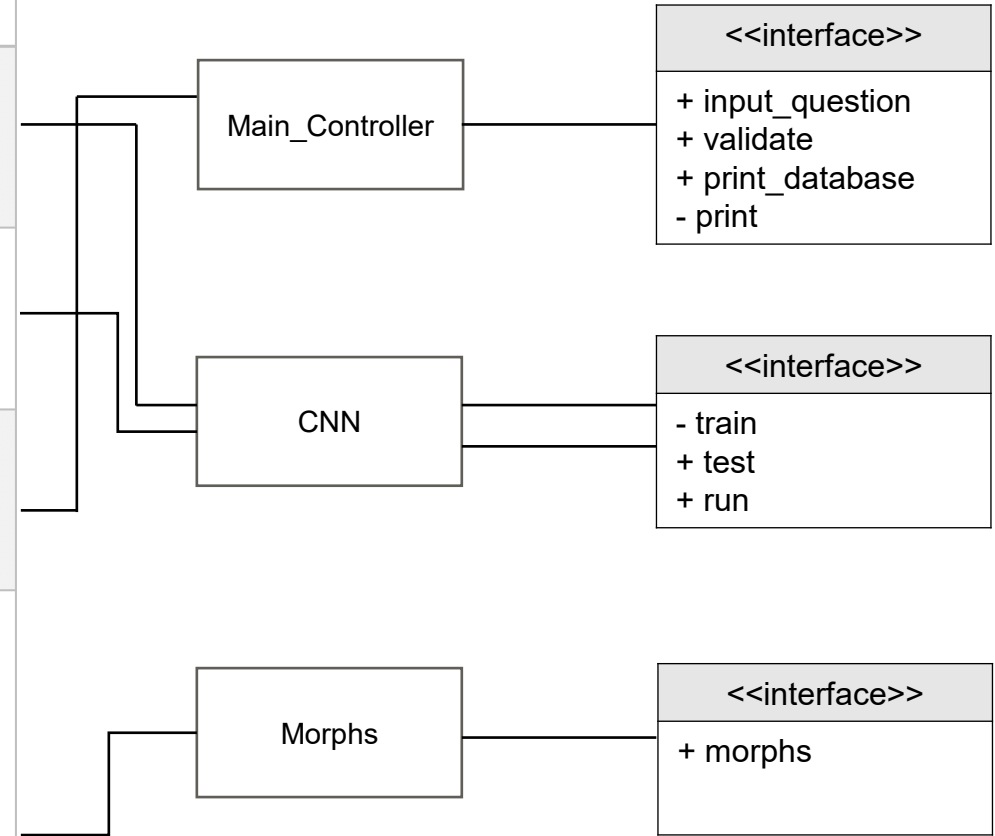 <<interface>>
Main_Controller
+ input_question
+ validate
+ print_database
- print
<<interface>>
CNN
- train
+ test
+ run
<<interface>>
Morphs
+ morphs